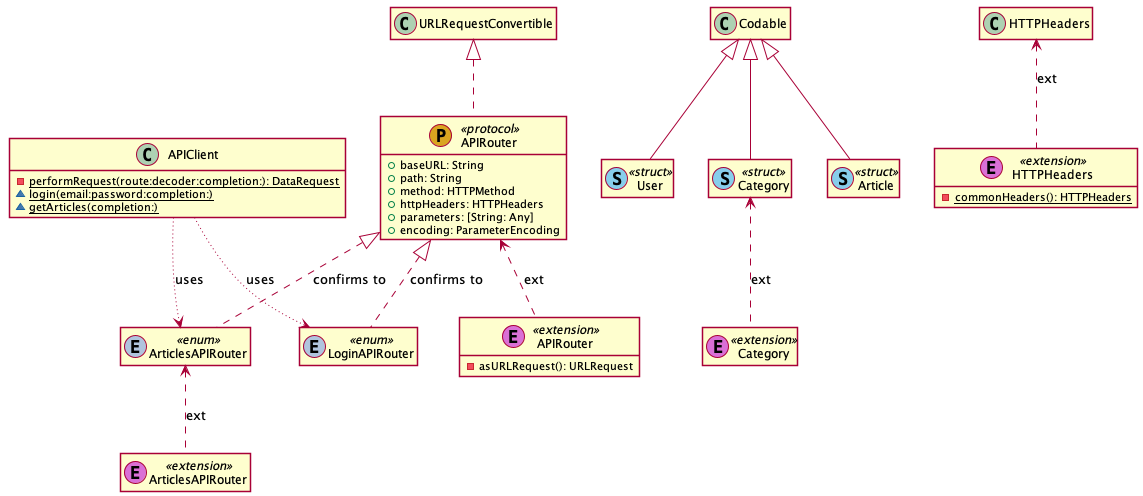 C URLRequestConvertible
C Codable
C HTTPHeaders
ext
C APIClient
performRequest(route:decoder:completion:): DataRequest
login(email:password:completion:)
getArticles(completion:)
P «protocol»
APIRouter
baseURL: String
path: String
method: HTTPMethod
httpHeaders: HTTPHeaders
parameters: [String: Any]
encoding: ParameterEncoding
S «struct»
User
S «struct»
Category
S «struct»
Article
E «extension»
HTTPHeaders
commonHeaders(): HTTPHeaders
uses
uses
confirms to
confirms to
ext
ext
E «enum»
ArticlesAPIRouter
E «enum»
LoginAPIRouter
E «extension»
APIRouter
asURLRequest(): URLRequest
E «extension»
Category
ext
E «extension»
ArticlesAPIRouter